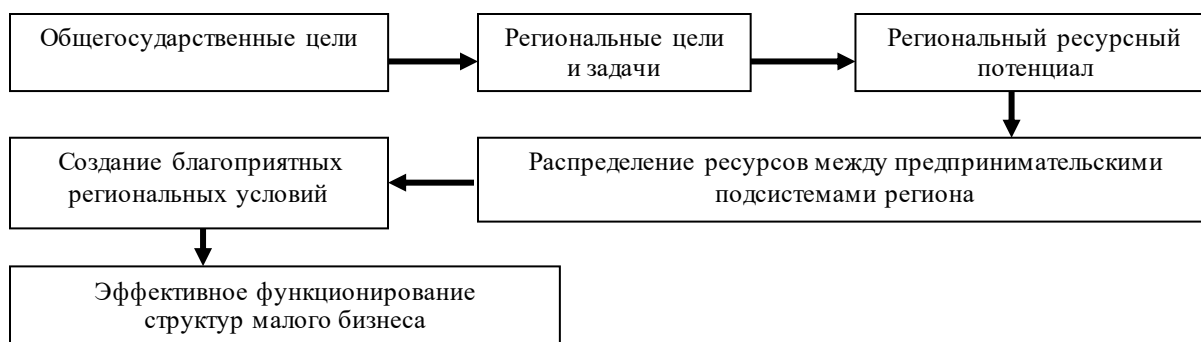 Общегосударственные цели
Региональные цели
и задачи
Региональный ресурсный
потенциал
Создание благоприятных
региональных условий
Распределение ресурсов между предпринимательскими
подсистемами региона
Эффективное функционирование
структур малого бизнеса